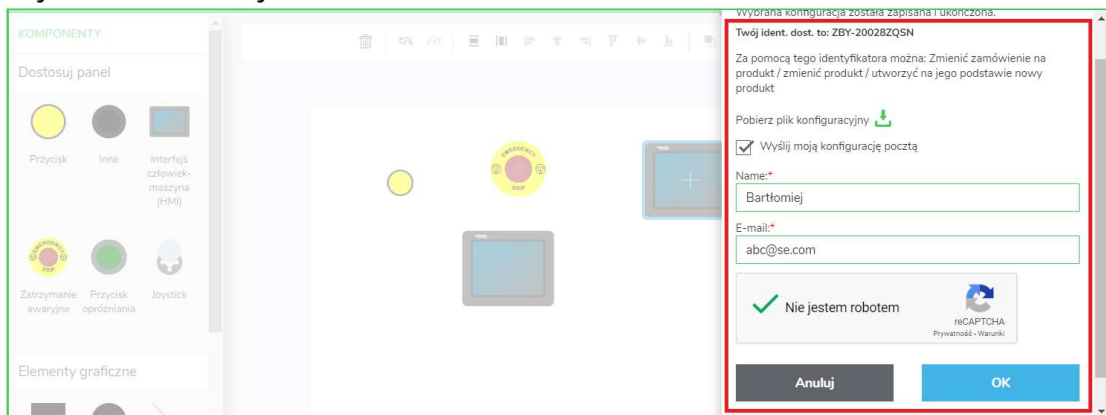 KOMPONENTY
Dostosuj panel
Przycisk
Inne
Interfejs
człowiek-
maszyna
(HMI)
EMERGENCY
STOP
Zatrzymanie
awaryjne
Przycisk
opróżniania
Joystick
Elementy graficzne
EMERGENCY
STOP
Wybrana konfiguracja została zapisana i ukończona.
Twój ident. dost. to: ZBY-20028ZQSN
Za pomocą tego identyfikatora można: Zmienić zamówienie na
produkt / zmienić produkt / utworzyć na jego podstawie nowy
produkt
Pobierz plik konfiguracyjny
Wyślij moją konfigurację pocztą
Name:*
Bartłomiej
E-mail:*
abc@se.com
Nie jestem robotem
reCAPTCHA
Prywatność - Warunki
Anuluj
OK